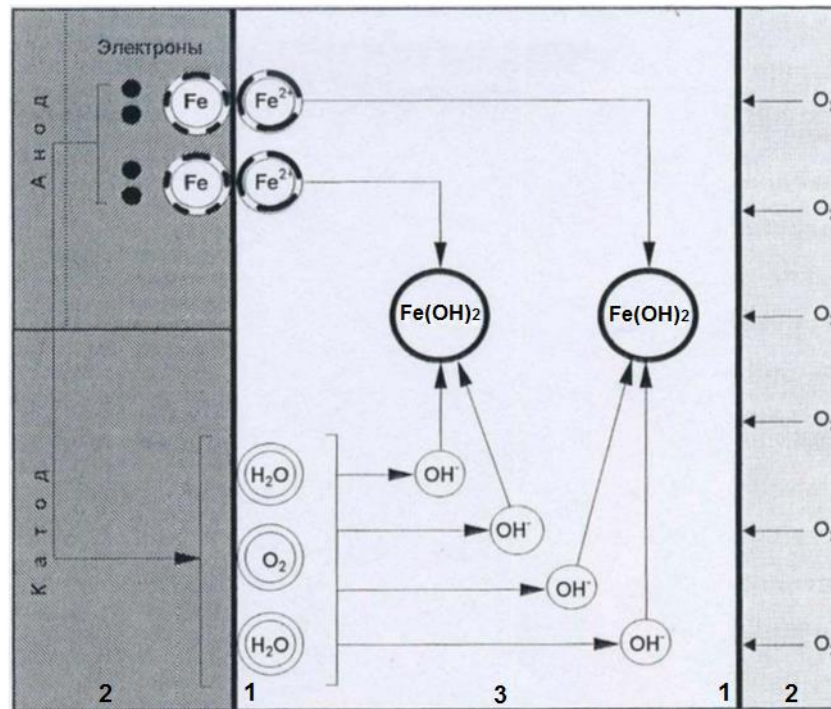 Электроны
Анод
Fe
Fe2+
O
Fe
Fe2+
O
Fe(OH)2
Fe(OH)2
O
O
Катод
H2O
OH-
OH-
O
O2
OH-
H2O
OH-
O
2
1
3
1
2